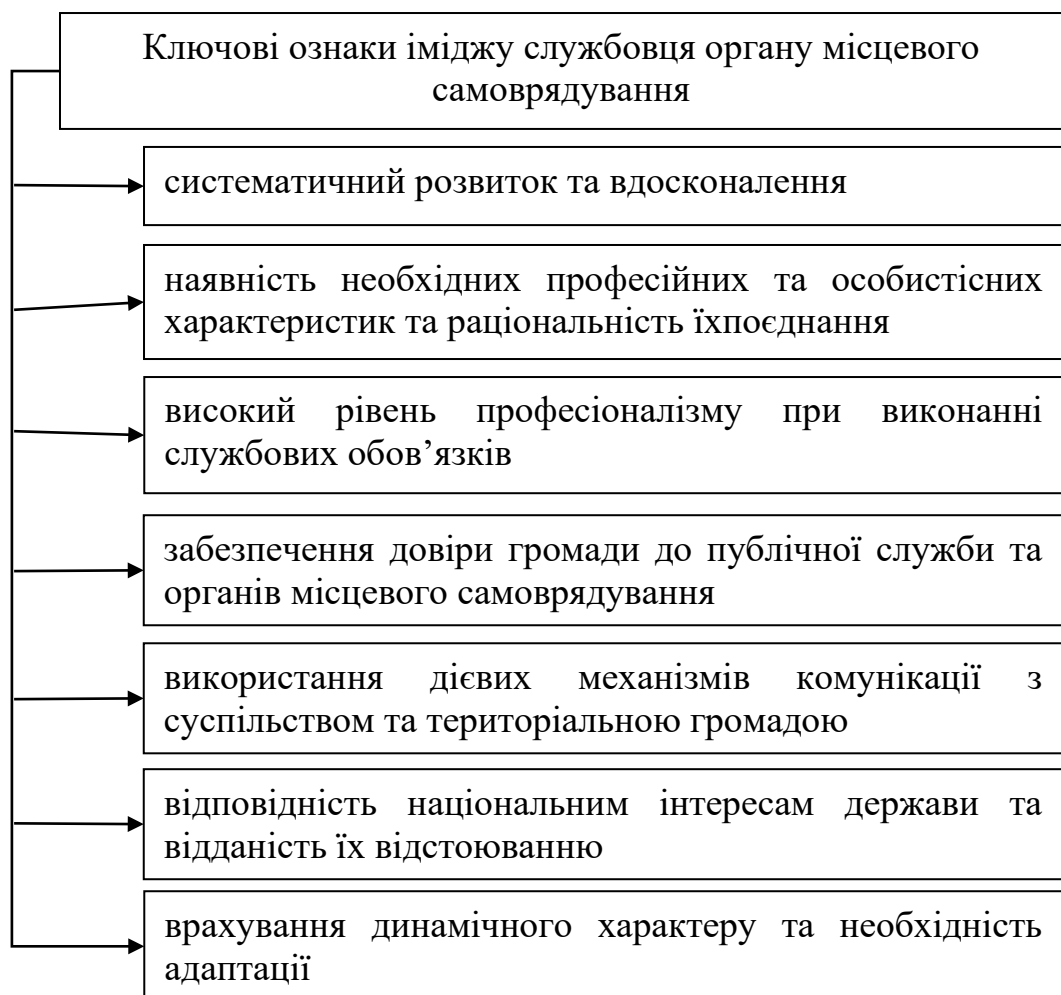 Ключові ознаки іміджу службовця органу місцевого
самоврядування
систематичний розвиток та вдосконалення
наявність необхідних професійних та особистісних
характеристик та раціональність їхпоєднання
високий рівень професіоналізму при виконанні
службових обов’язків
забезпечення довіри громади до публічної служби та
органів місцевого самоврядування
використання дієвих механізмів комунікації з
суспільством та територіальною громадою
відповідність національним інтересам держави та
відданість їх відстоюванню
врахування динамічного характеру та необхідність
адаптації